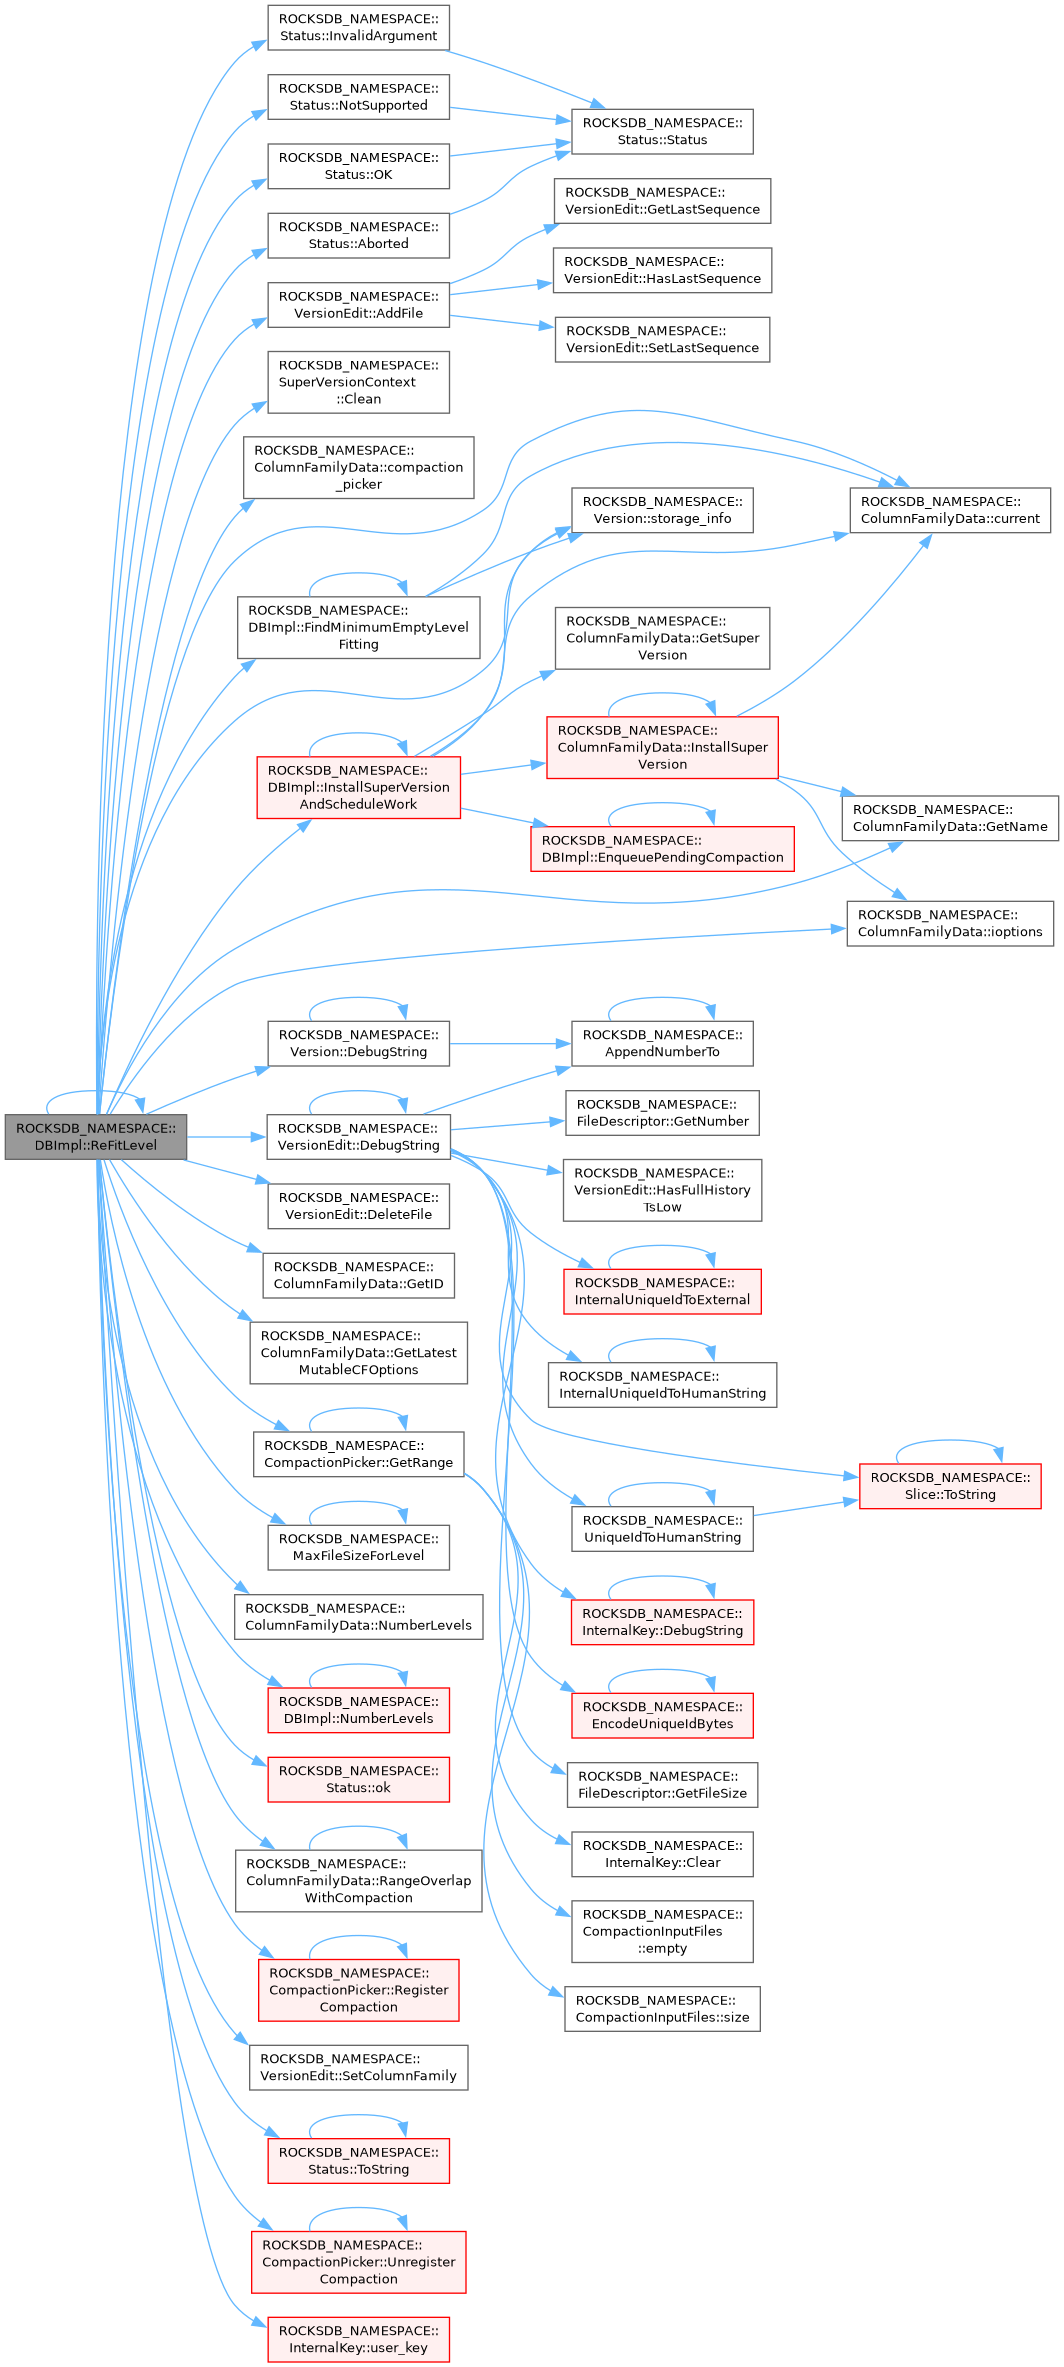 ROCKSDB_NAMESPACE::
Status::InvalidArgument
ROCKSDB_NAMESPACE::
Status::NotSupported
ROCKSDB_NAMESPACE::
Status::Status
ROCKSDB_NAMESPACE::
Status::OK
ROCKSDB_NAMESPACE::
VersionEdit::GetLastSequence
ROCKSDB_NAMESPACE::
Status::Aborted
ROCKSDB_NAMESPACE::
VersionEdit::HasLastSequence
ROCKSDB_NAMESPACE::
VersionEdit::AddFile
ROCKSDB_NAMESPACE::
VersionEdit::SetLastSequence
ROCKSDB_NAMESPACE::
SuperVersionContext
::Clean
ROCKSDB_NAMESPACE::
ColumnFamilyData::compaction
_picker
ROCKSDB_NAMESPACE::
Version::storage_info
ROCKSDB_NAMESPACE::
ColumnFamilyData::current
ROCKSDB_NAMESPACE::
DBImpl::FindMinimumEmptyLevel
Fitting
ROCKSDB_NAMESPACE::
ColumnFamilyData::GetSuper
Version
ROCKSDB_NAMESPACE::
ColumnFamilyData::InstallSuper
Version
ROCKSDB_NAMESPACE::
DBImpl::InstallSuperVersion
AndScheduleWork
ROCKSDB_NAMESPACE::
ColumnFamilyData::GetName
ROCKSDB_NAMESPACE::
DBImpl::EnqueuePendingCompaction
ROCKSDB_NAMESPACE::
ColumnFamilyData::ioptions
ROCKSDB_NAMESPACE::
Version::DebugString
ROCKSDB_NAMESPACE::
AppendNumberTo
ROCKSDB_NAMESPACE::
DBImpl::ReFitLevel
ROCKSDB_NAMESPACE::
VersionEdit::DebugString
ROCKSDB_NAMESPACE::
FileDescriptor::GetNumber
ROCKSDB_NAMESPACE::
VersionEdit::HasFullHistory
TsLow
ROCKSDB_NAMESPACE::
VersionEdit::DeleteFile
ROCKSDB_NAMESPACE::
ColumnFamilyData::GetID
ROCKSDB_NAMESPACE::
InternalUniqueIdToExternal
ROCKSDB_NAMESPACE::
ColumnFamilyData::GetLatest
MutableCFOptions
ROCKSDB_NAMESPACE::
InternalUniqueIdToHumanString
ROCKSDB_NAMESPACE::
CompactionPicker::GetRange
ROCKSDB_NAMESPACE::
Slice::ToString
ROCKSDB_NAMESPACE::
UniqueIdToHumanString
ROCKSDB_NAMESPACE::
MaxFileSizeForLevel
ROCKSDB_NAMESPACE::
ColumnFamilyData::NumberLevels
ROCKSDB_NAMESPACE::
InternalKey::DebugString
ROCKSDB_NAMESPACE::
DBImpl::NumberLevels
ROCKSDB_NAMESPACE::
EncodeUniqueIdBytes
ROCKSDB_NAMESPACE::
Status::ok
ROCKSDB_NAMESPACE::
FileDescriptor::GetFileSize
ROCKSDB_NAMESPACE::
ColumnFamilyData::RangeOverlap
WithCompaction
ROCKSDB_NAMESPACE::
InternalKey::Clear
ROCKSDB_NAMESPACE::
CompactionInputFiles
::empty
ROCKSDB_NAMESPACE::
CompactionPicker::Register
Compaction
ROCKSDB_NAMESPACE::
CompactionInputFiles::size
ROCKSDB_NAMESPACE::
VersionEdit::SetColumnFamily
ROCKSDB_NAMESPACE::
Status::ToString
ROCKSDB_NAMESPACE::
CompactionPicker::Unregister
Compaction
ROCKSDB_NAMESPACE::
InternalKey::user_key